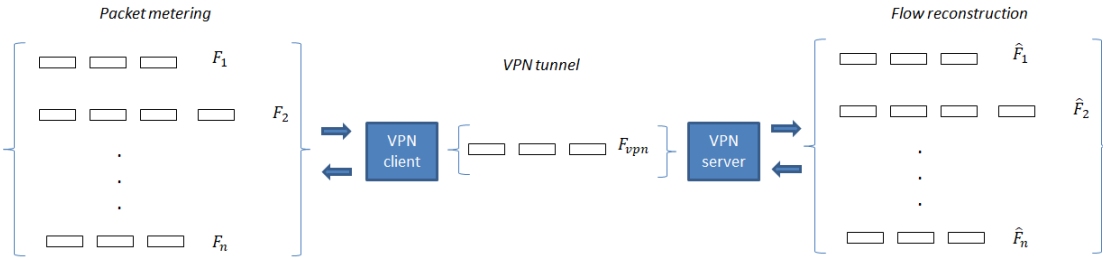 Packet metering
F₁
F₂
.
.
.
Fₙ
VPN
client
VPN tunnel
Fᵥₚₙ
VPN
server
Flow reconstruction
F̂₁
F̂₂
.
.
.
F̂ₙ